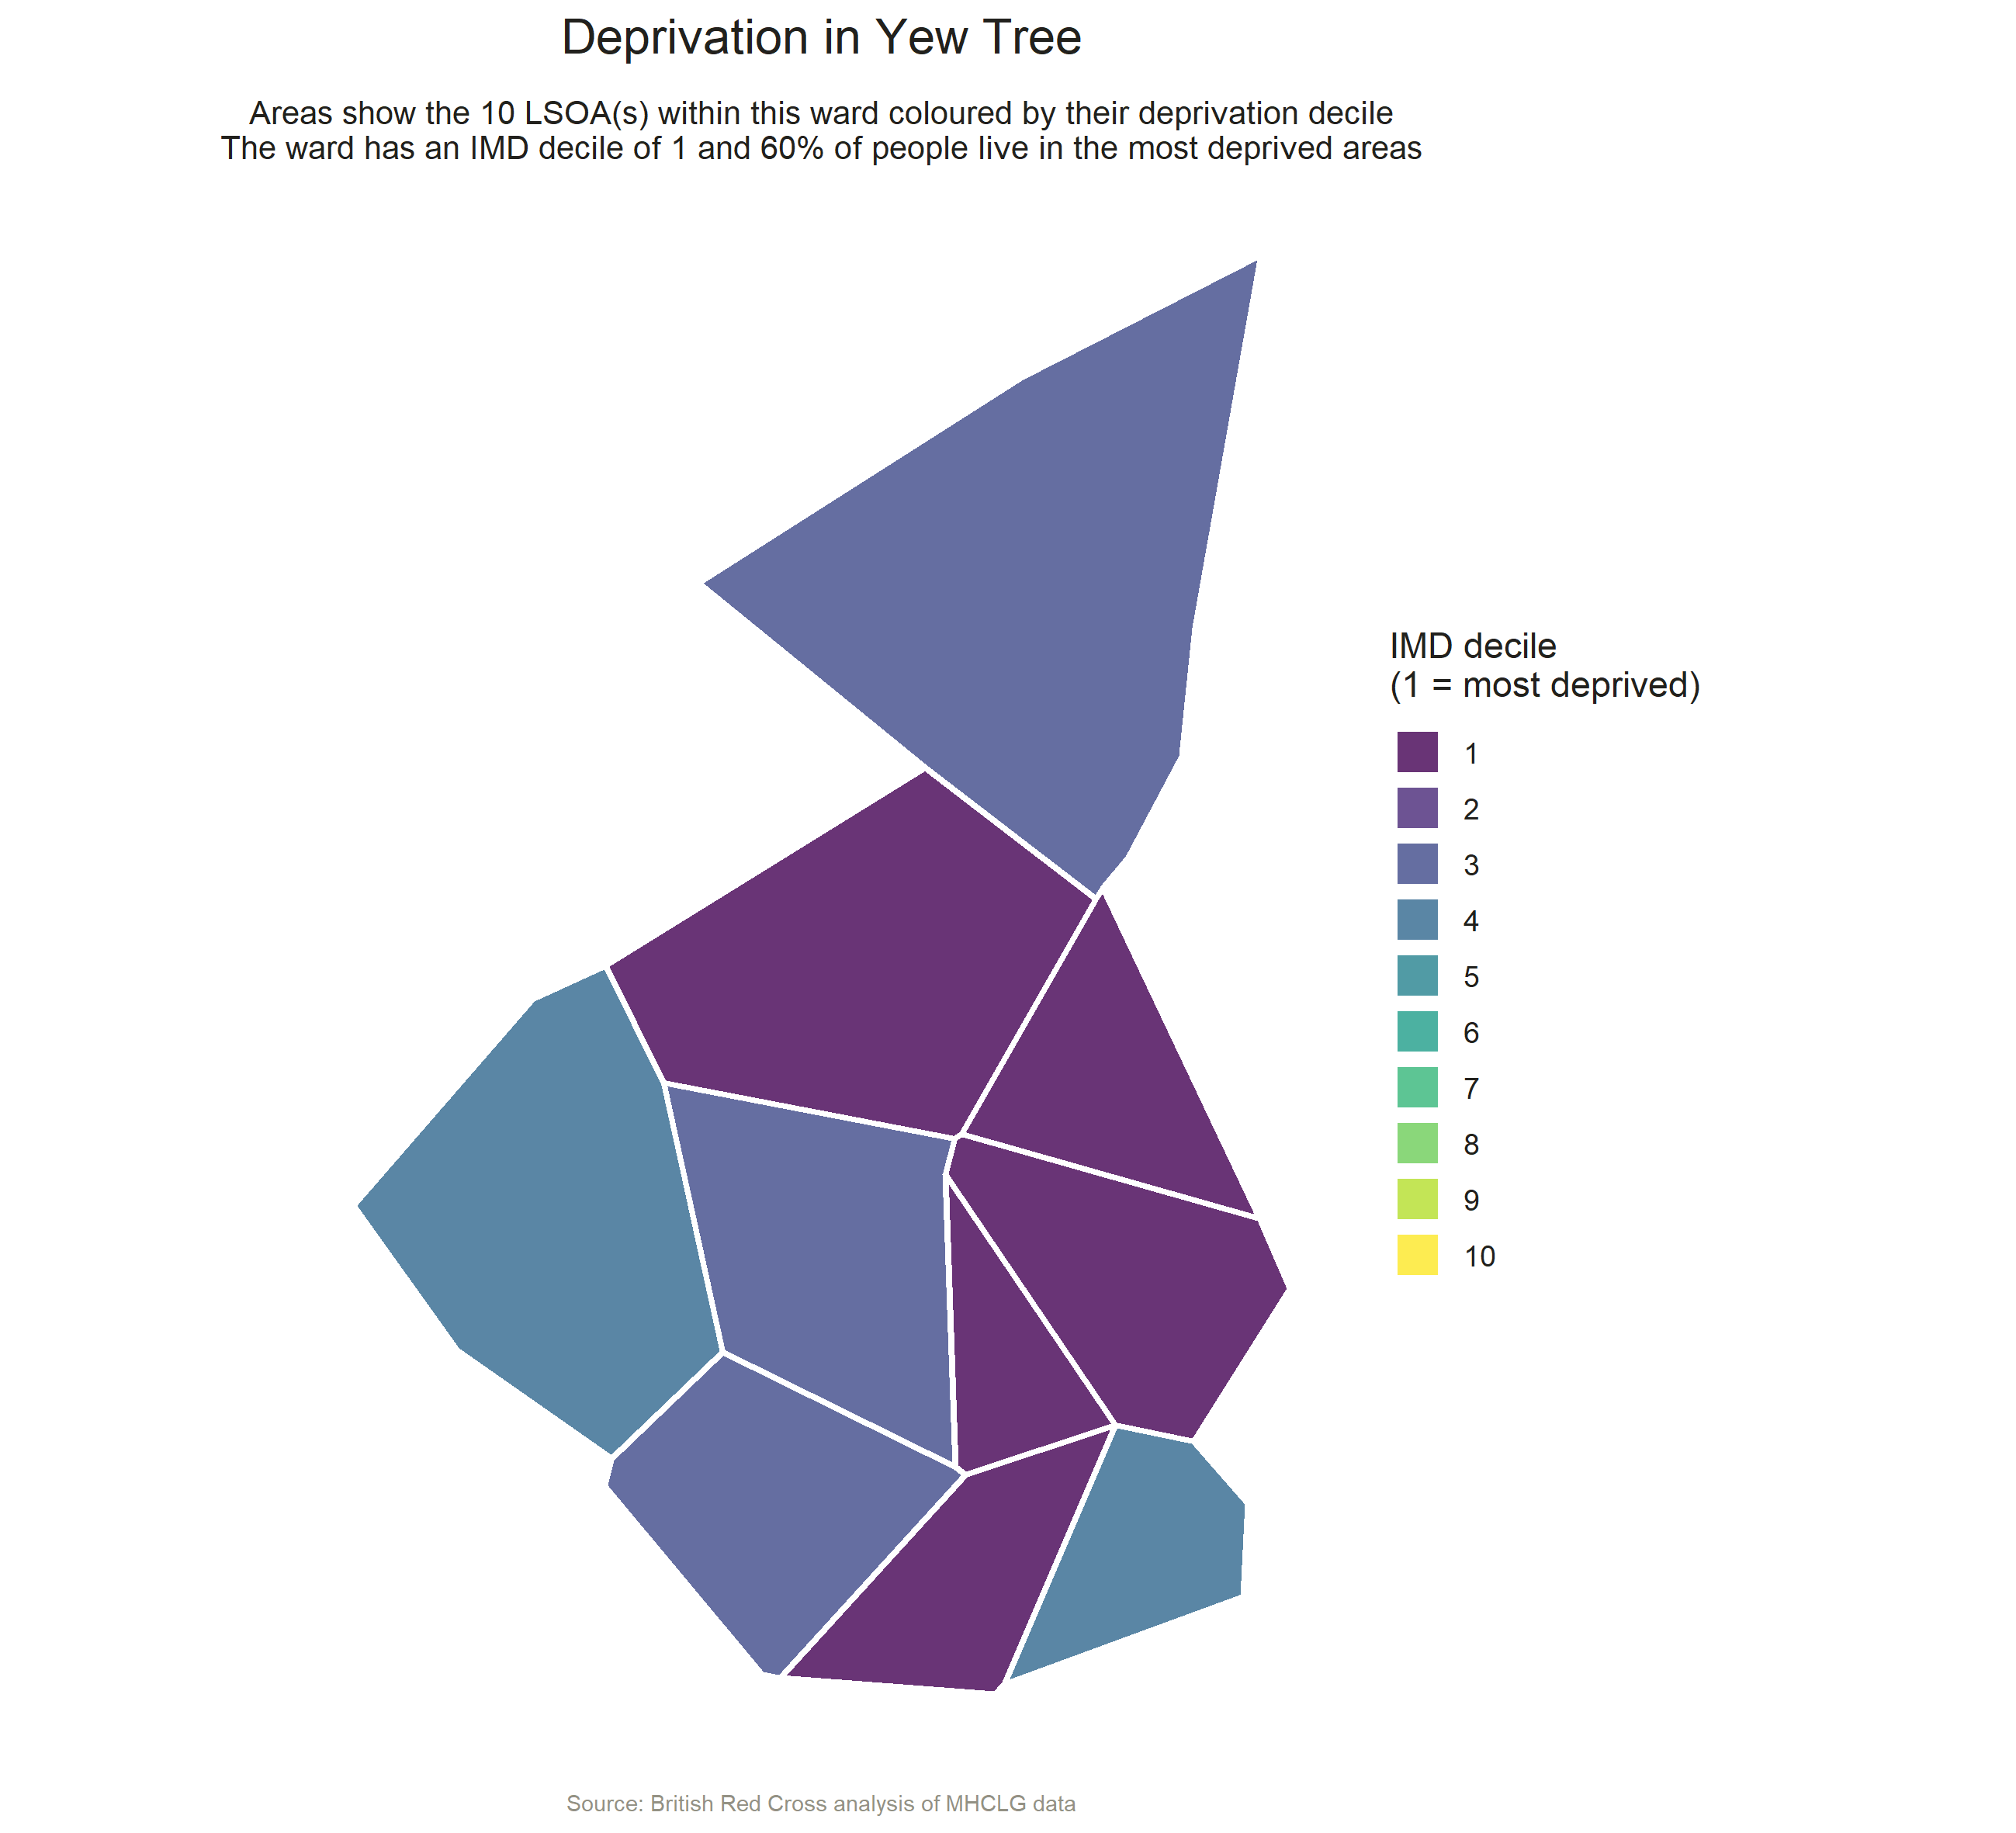 Deprivation in Yew Tree
Areas show the 10 LSOA(s) within this ward coloured by their deprivation decile
The ward has an IMD decile of 1 and 60% of people live in the most deprived areas
IMD decile
(1 = most deprived)
1
2
3
4
5
6
7
8
9
10
Source: British Red Cross analysis of MHCLG data